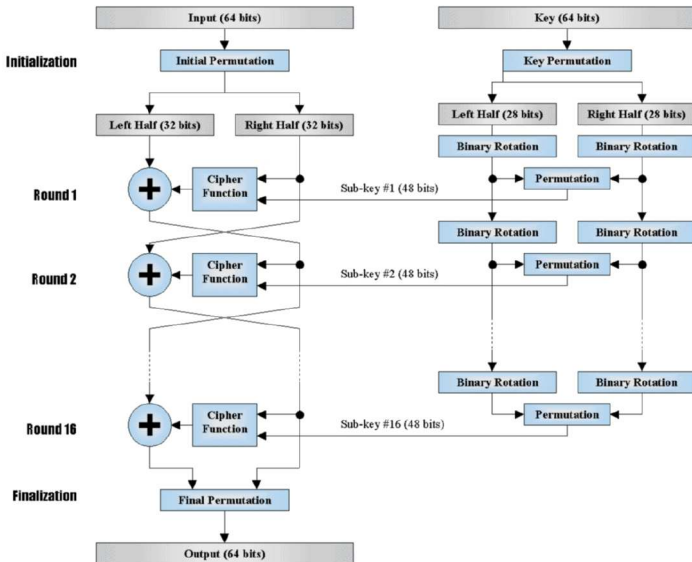 Input (64 bits)
Key (64 bits)
Initialization
Initial Permutation
Key Permutation
Left Half (32 bits)
Right Half (32 bits)
Left Half (28 bits)
Right Half (28 bits)
Binary Rotation
Binary Rotation
Round 1
Cipher
Function
Sub-key #1 (48 bits)
Permutation
Binary Rotation
Binary Rotation
Round 2
Cipher
Function
Sub-key #2 (48 bits)
Permutation
Binary Rotation
Binary Rotation
Round 16
Cipher
Function
Sub-key #16 (48 bits)
Permutation
Finalization
Final Permutation
Output (64 bits)